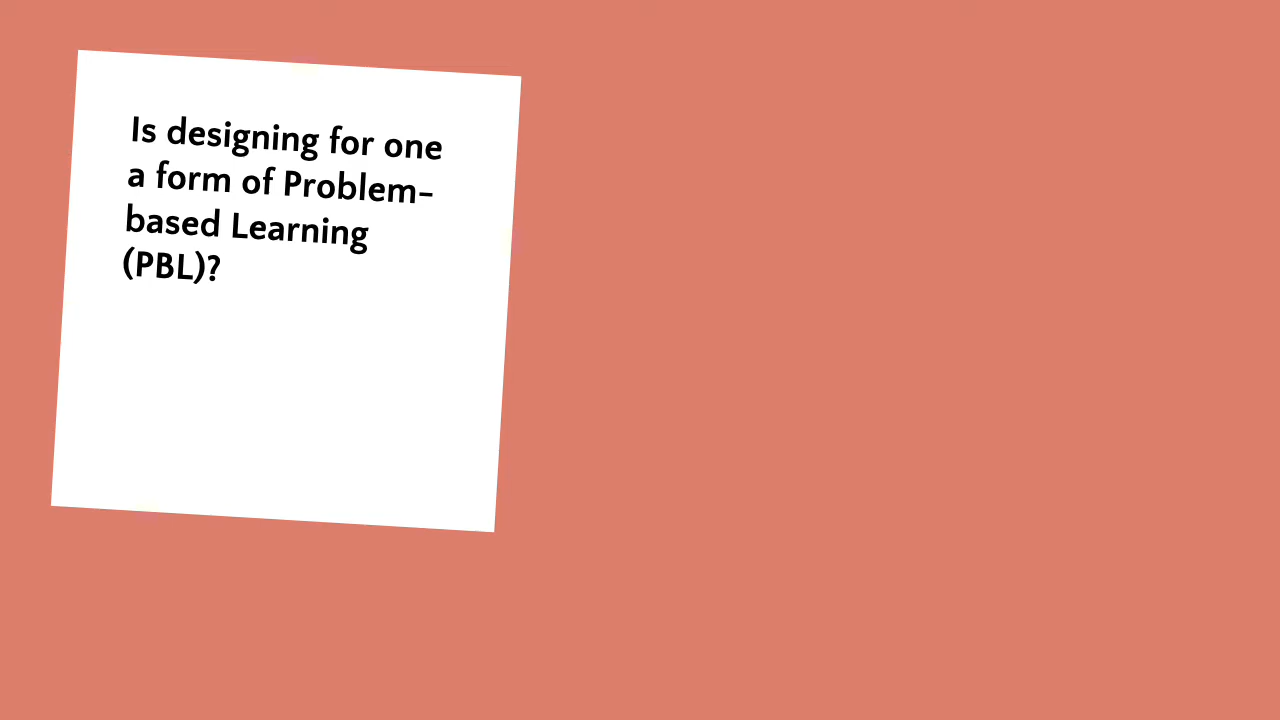 Is designing for one
a form of Problem-
based Learning
(PBL)?